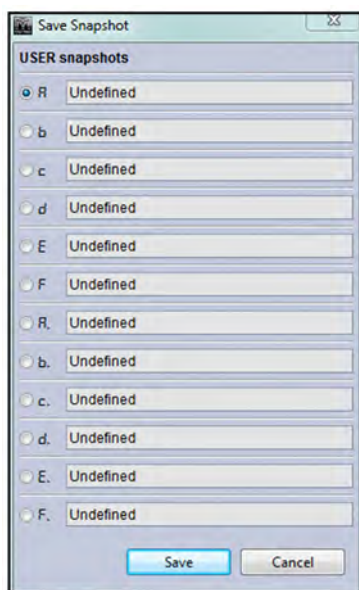 Save Snapshot
USER snapshots
A Undefined
b Undefined
c Undefined
d Undefined
E Undefined
F Undefined
A. Undefined
b. Undefined
c. Undefined
d. Undefined
E. Undefined
F. Undefined
Save Cancel